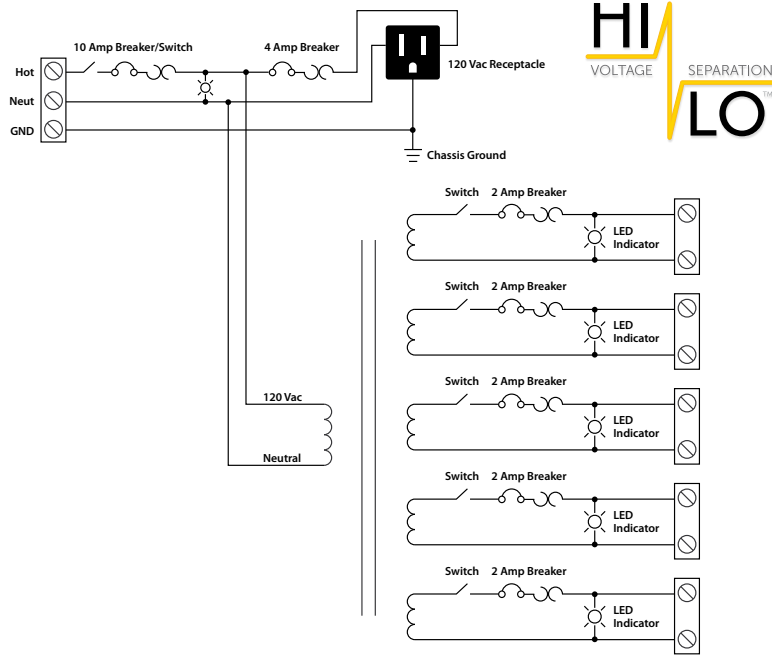 HI
VOLTAGE SEPARATION
LO™
10 Amp Breaker/Switch
4 Amp Breaker
120 Vac Receptacle
Hot
Neut
GND
Chassis Ground
Switch 2 Amp Breaker
LED
Indicator
Switch 2 Amp Breaker
LED
Indicator
120 Vac
Neutral
Switch 2 Amp Breaker
LED
Indicator
Switch 2 Amp Breaker
LED
Indicator
Switch 2 Amp Breaker
LED
Indicator